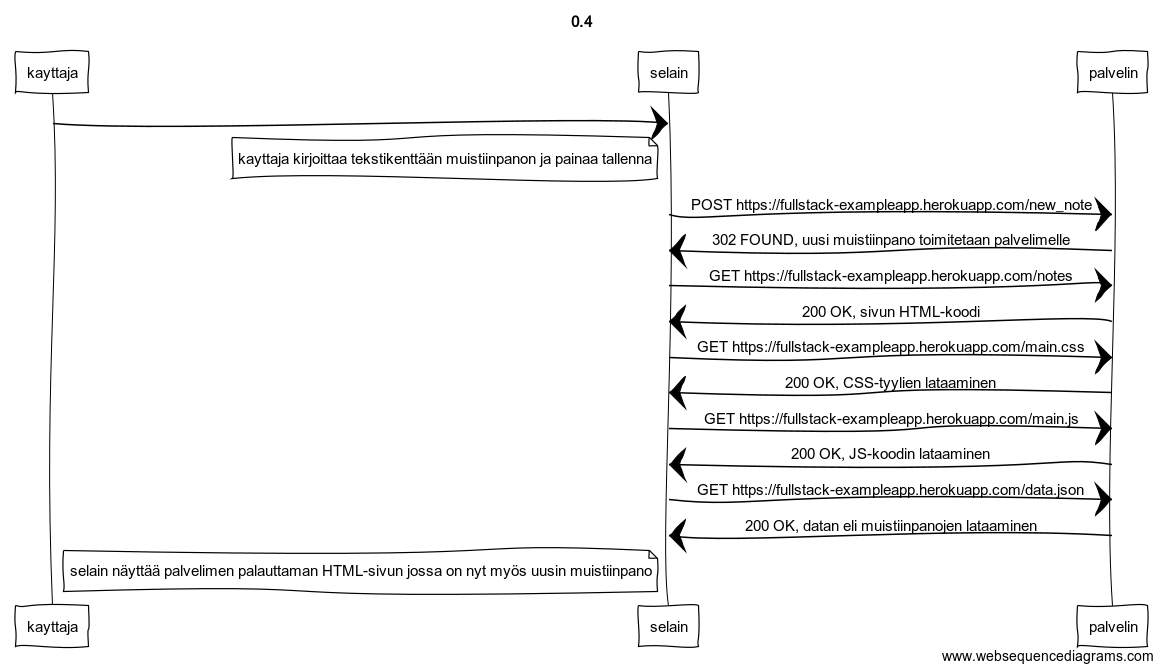 0.4
kayttaja
selain
palvelin
kayttaja kirjoittaa tekstikenttään muistiinpanon ja painaa tallenna
POST https://fullstack-exampleapp.herokuapp.com/new_note
302 FOUND, uusi muistiinpano toimitetaan palvelimelle
GET https://fullstack-exampleapp.herokuapp.com/notes
200 OK, sivun HTML-koodi
GET https://fullstack-exampleapp.herokuapp.com/main.css
200 OK, CSS-tyylien lataaminen
GET https://fullstack-exampleapp.herokuapp.com/main.js
200 OK, JS-koodin lataaminen
GET https://fullstack-exampleapp.herokuapp.com/data.json
200 OK, datan eli muistiinpanojen lataaminen
selain näyttää palvelimen palauttaman HTML-sivun jossa on nyt myös uusin muistiinpano
kayttaja
selain
palvelin
www.websequencediagrams.com